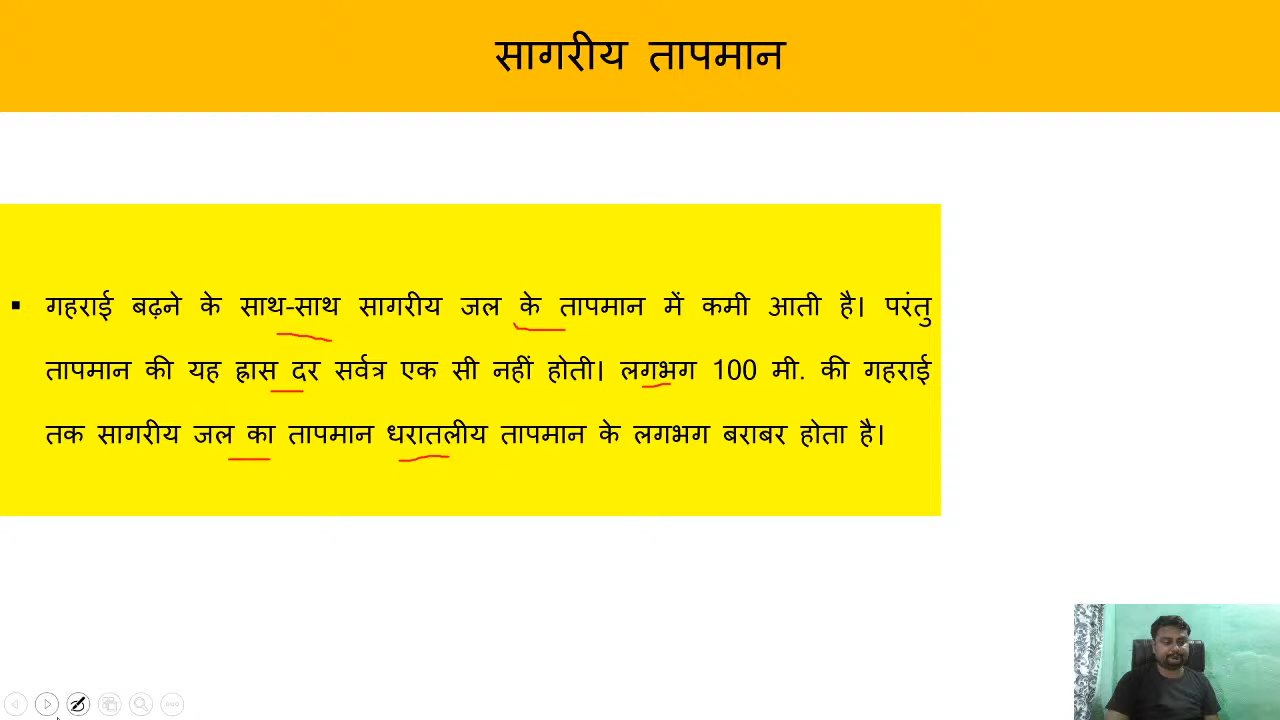 सागरीय तापमान
▪ गहराई बढ़ने के साथ-साथ सागरीय जल के तापमान में कमी आती है। परंतु
तापमान की यह ह्रास दर सर्वत्र एक सी नहीं होती। लगभग 100 मी. की गहराई
तक सागरीय जल का तापमान धरातलीय तापमान के लगभग बराबर होता है।